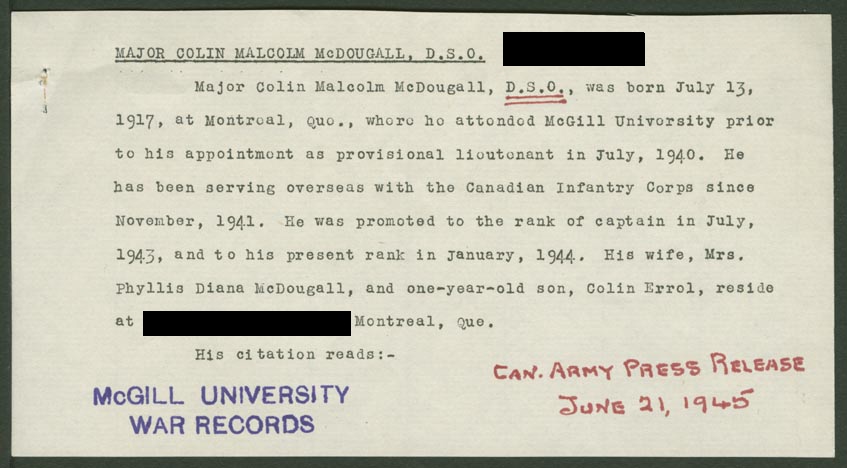 MAJOR COLIN MALCOLM McDOUGALL, D.S.O.
Major Colin Malcolm McDougall, D.S.O., was born July 13,
1917, at Montreal, Que., where he attended McGill University prior
to his appointment as provisional lieutenant in July, 1940. He
has been serving overseas with the Canadian Infantry Corps since
November, 1941. He was promoted to the rank of captain in July,
1943, and to his present rank in January, 1944. His wife, Mrs.
Phyllis Diana McDougall, and one-year-old son, Colin Errol, reside
at Montreal, Que.
His citation reads:-
CAN. ARMY PRESS RELEASE
JUNE 21, 1945
McGILL UNIVERSITY
WAR RECORDS